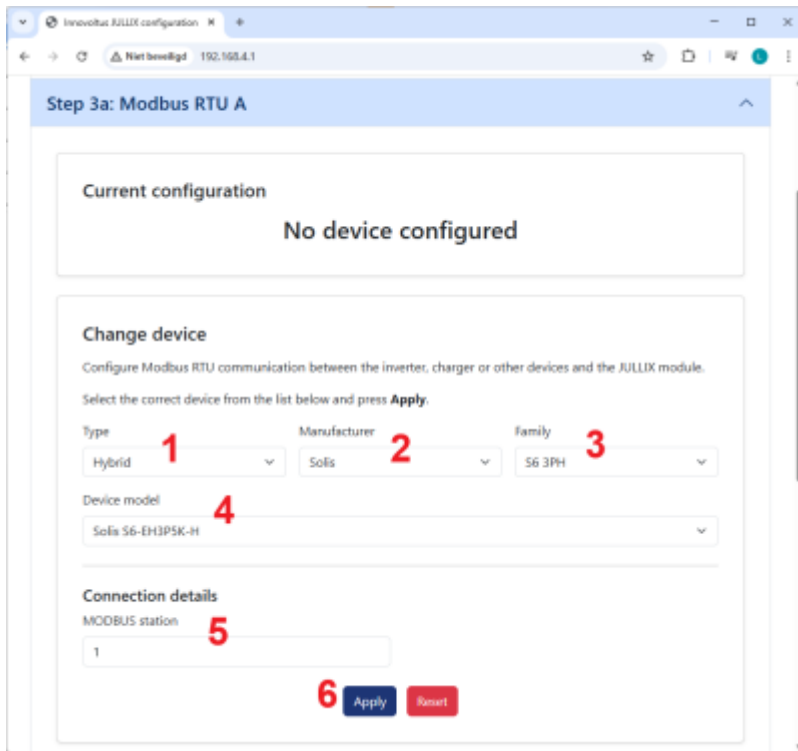 Innovoltus JULLIX configuration
Niet beveiligd 192.168.4.1
L
Step 3a: Modbus RTU A
Current configuration
No device configured
Change device
Configure Modbus RTU communication between the inverter, charger or other devices and the JULLIX module.
Select the correct device from the list below and press Apply.
Type Manufacturer Family
1 2 3
Hybrid Solis S6 3PH
Device model
4
Solis S6-EH3P5K-H
Connection details
MODBUS station
5
1
6 Apply Reset